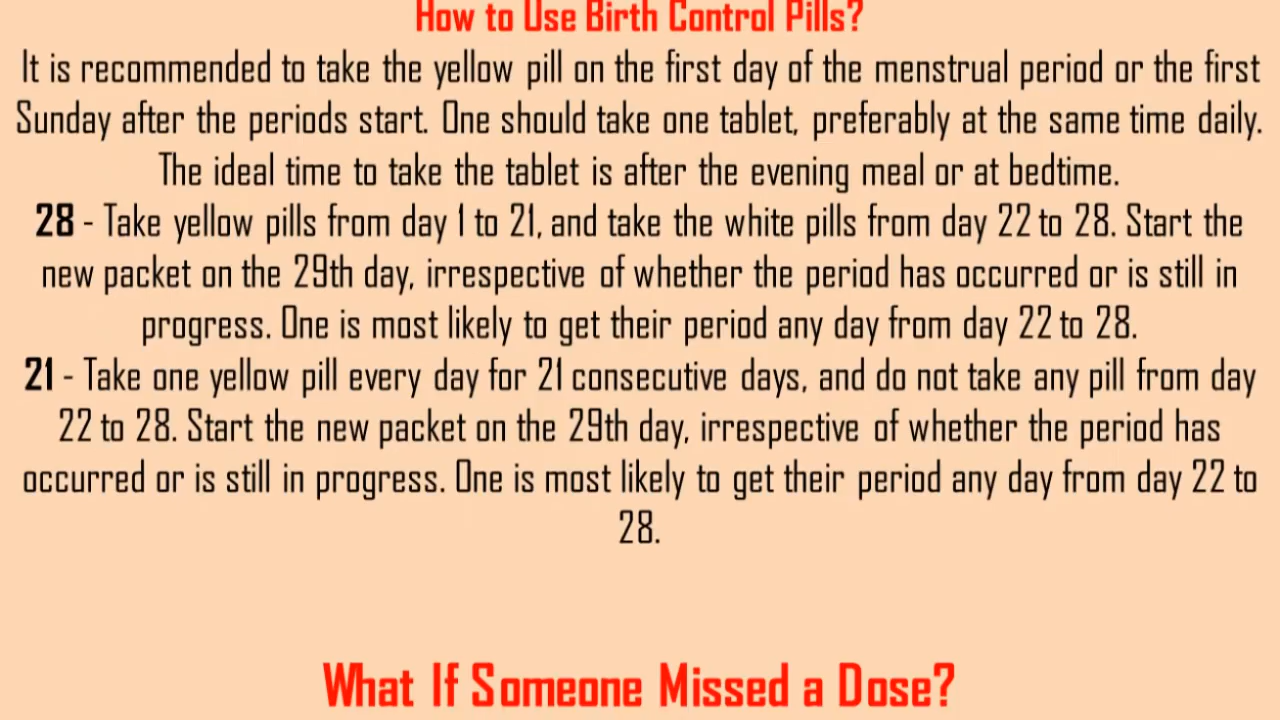 How to Use Birth Control Pills?
It is recommended to take the yellow pill on the first day of the menstrual period or the first
Sunday after the periods start. One should take one tablet, preferably at the same time daily.
The ideal time to take the tablet is after the evening meal or at bedtime.
28 - Take yellow pills from day 1 to 21, and take the white pills from day 22 to 28. Start the
new packet on the 29th day, irrespective of whether the period has occurred or is still in
progress. One is most likely to get their period any day from day 22 to 28.
21 - Take one yellow pill every day for 21 consecutive days, and do not take any pill from day
22 to 28. Start the new packet on the 29th day, irrespective of whether the period has
occurred or is still in progress. One is most likely to get their period any day from day 22 to
28.
What If Someone Missed a Dose?